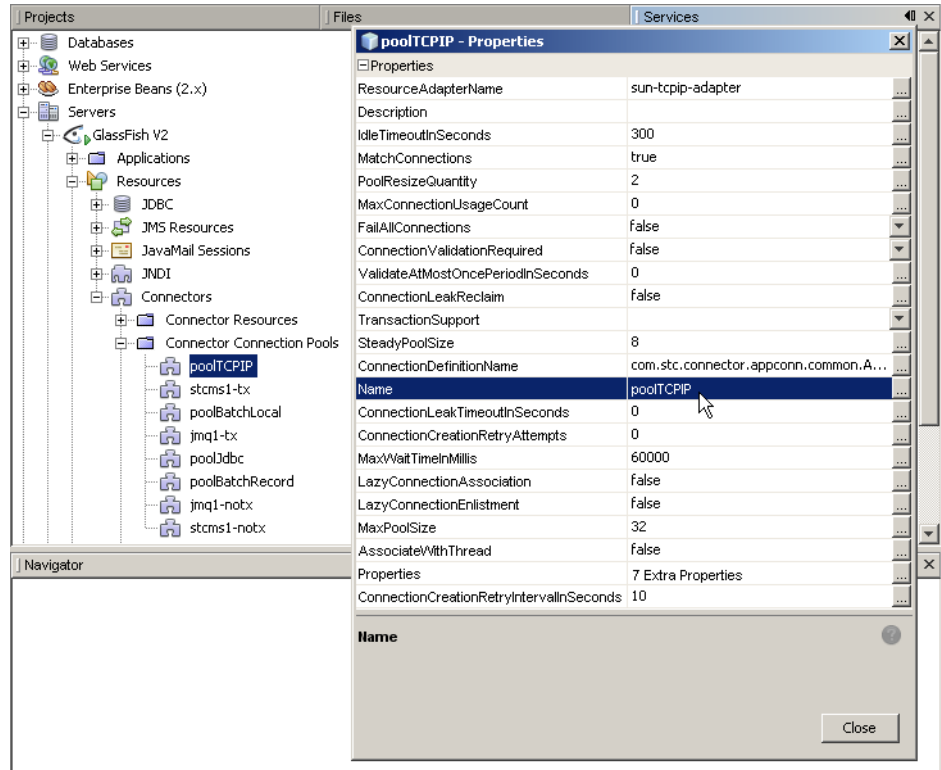 Projects
Files
Services
Databases
Web Services
Enterprise Beans (2.x)
Servers
GlassFish V2
Applications
Resources
JDBC
JMS Resources
JavaMail Sessions
JNDI
Connectors
Connector Resources
Connector Connection Pools
poolTCPIP
stcms1-tx
poolBatchLocal
jmq1-tx
poolJdbc
poolBatchRecord
jmq1-notx
stcms1-notx
Navigator
poolTCPIP - Properties
Properties
ResourceAdapterName sun-tcpip-adapter ...
Description ...
IdleTimeoutInSeconds 300 ...
MatchConnections true ...
PoolResizeQuantity 2 ...
MaxConnectionUsageCount 0 ...
FailAllConnections false
ConnectionValidationRequired false
ValidateAtMostOncePeriodInSeconds 0 ...
ConnectionLeakReclaim false ...
TransactionSupport
SteadyPoolSize 8 ...
ConnectionDefinitionName com.stc.connector.appconn.common.A... ...
Name poolTCPIP ...
ConnectionLeakTimeoutInSeconds 0 ...
ConnectionCreationRetryAttempts 0 ...
MaxWaitTimeInMillis 60000 ...
LazyConnectionAssociation false ...
LazyConnectionEnlistment false ...
MaxPoolSize 32 ...
AssociateWithThread false ...
Properties 7 Extra Properties ...
ConnectionCreationRetryIntervalInSeconds 10 ...
Name
?
Close